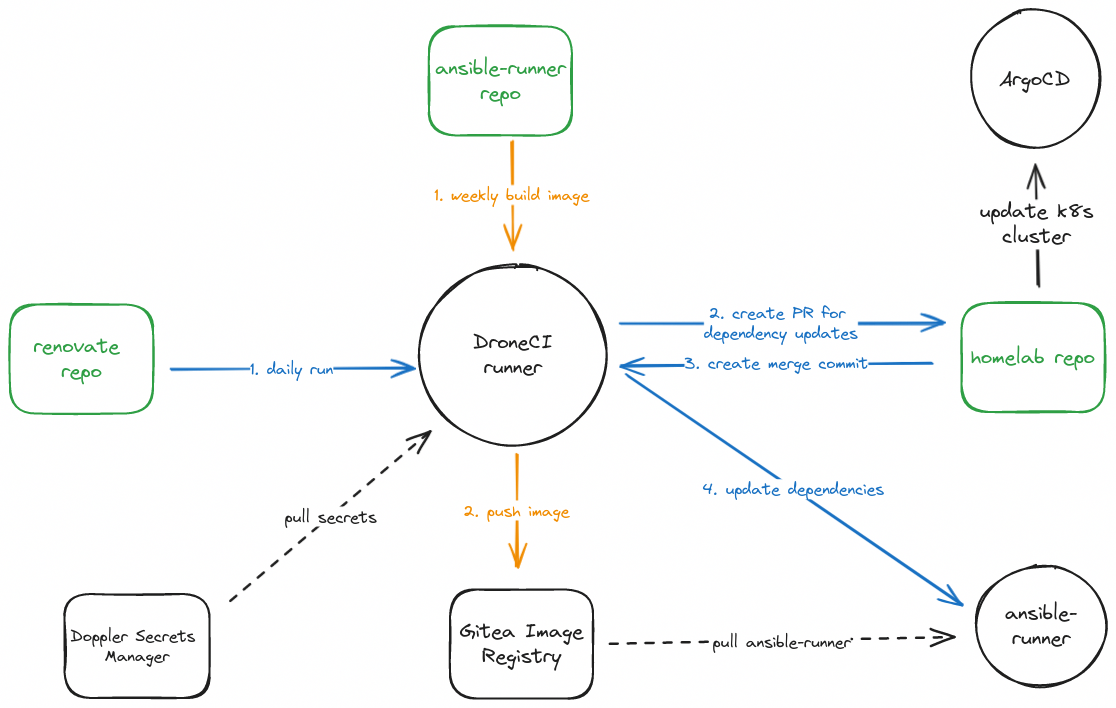 ansible-runner
repo
ArgoCD
1. weekly build image
update k8s
cluster
renovate
repo
1. daily run
DroneCI
runner
2. create PR for
dependency updates
3. create merge commit
homelab repo
4. update dependencies
pull secrets
2. push image
Doppler Secrets
Manager
Gitea Image
Registry
pull ansible-runner
ansible-
runner